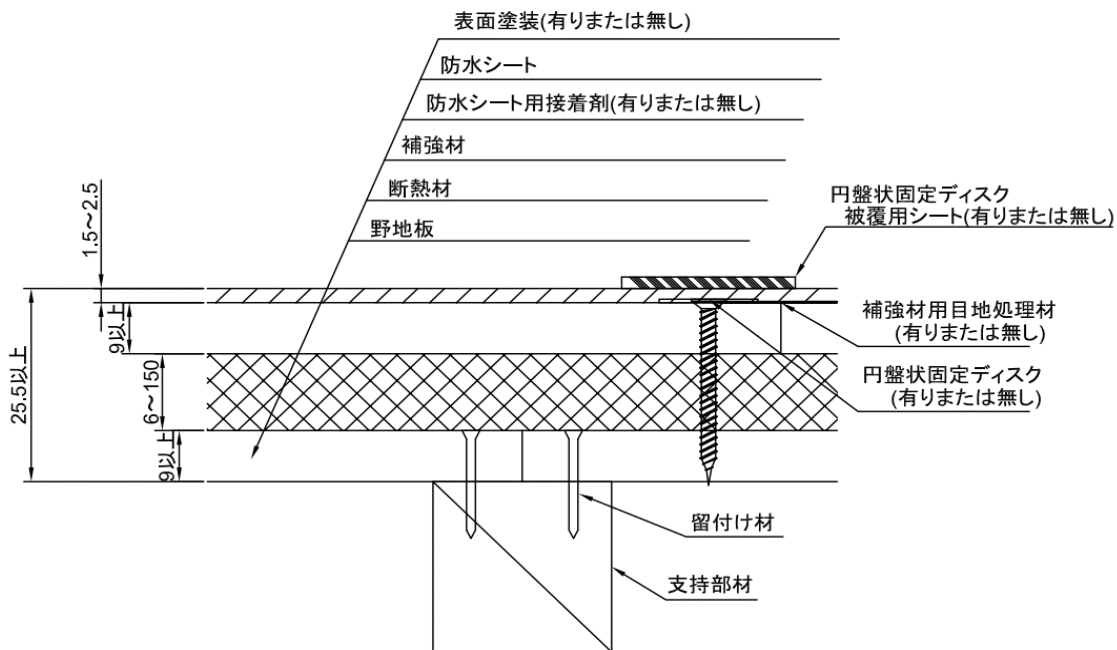 表面塗装(有りまたは無し)
防水シート
防水シート用接着剤(有りまたは無し)
補強材
断熱材
野地板
円盤状固定ディスク
被覆用シート(有りまたは無し)
補強材用目地処理材
(有りまたは無し)
円盤状固定ディスク
(有りまたは無し)
留付け材
支持部材
1.5~2.5
9以上
25.5以上
6~150
9以上